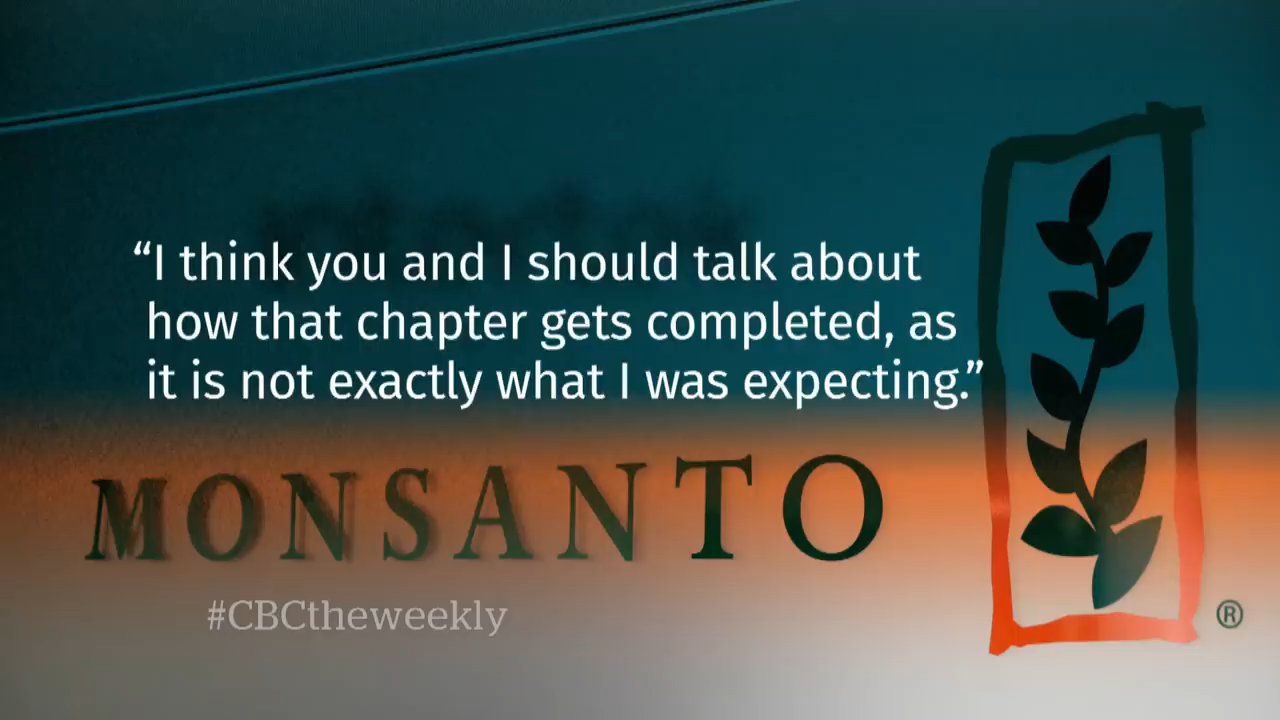 “I think you and I should talk about
how that chapter gets completed, as
it is not exactly what I was expecting.”
MONSANTO
#CBCtheweekly
®